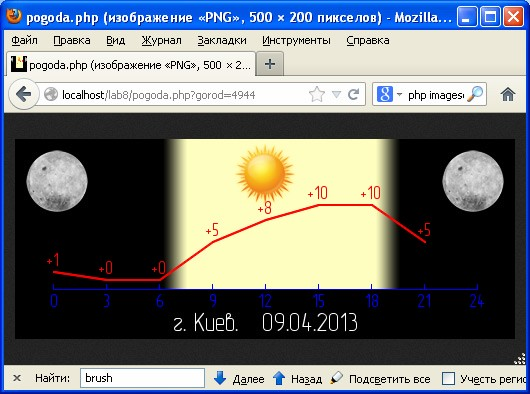 pogoda.php (изображение «PNG», 500 × 200 пикселов) - Mozilla...
Файл Правка Вид Журнал Закладки Инструменты Справка
pogoda.php (изображение «PNG», 500 × 2...
localhost/lab8/pogoda.php?gorod=4944
php imagese
+1 +0 +0 +5 +8 +10 +10 +5
0 3 6 9 12 15 18 21 24
г. Киев. 09.04.2013
Найти: brush Далее Назад Подсветить все Учесть регис